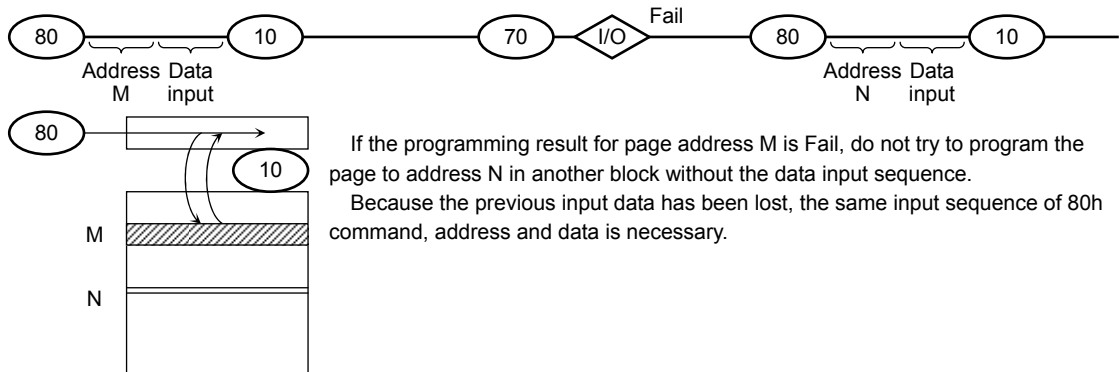 80 10 70 I/O Fail 80 10
Address Data Address Data
M input N input
80
10
If the programming result for page address M is Fail, do not try to program the
page to address N in another block without the data input sequence.
Because the previous input data has been lost, the same input sequence of 80h
command, address and data is necessary.
M
N